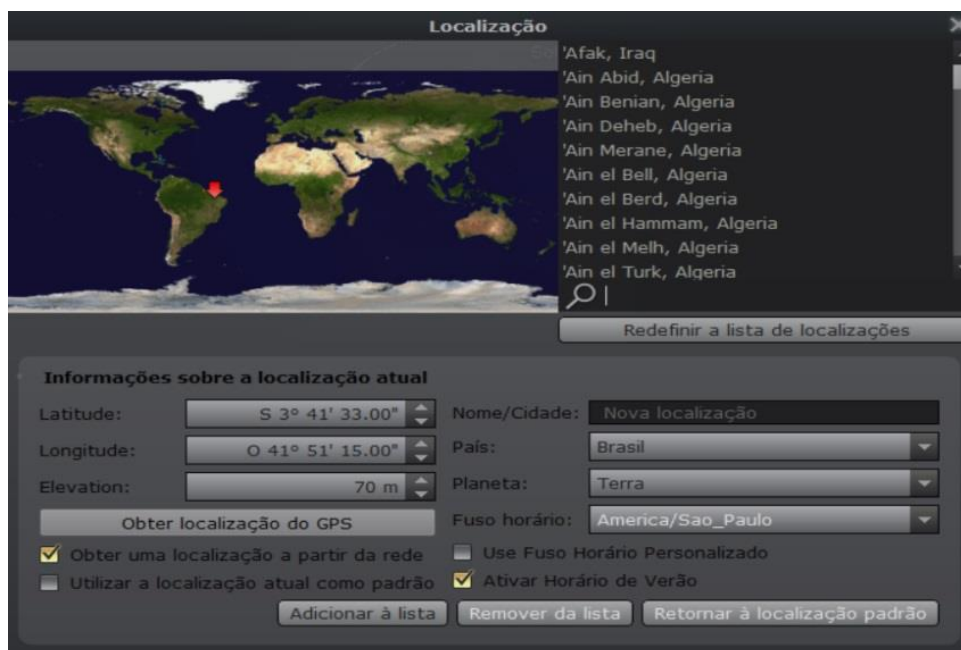 Localização
'Afak, Iraq
'Ain Abid, Algeria
'Ain Benian, Algeria
'Ain Deheb, Algeria
'Ain Merane, Algeria
'Ain el Bell, Algeria
'Ain el Berd, Algeria
'Ain el Hammam, Algeria
'Ain el Melh, Algeria
'Ain el Turk, Algeria
Redefinir a lista de localizações
Informações sobre a localização atual
Latitude: S 3° 41' 33.00"
Longitude: O 41° 51' 15.00"
Elevation: 70 m
Obter localização do GPS
Obter uma localização a partir da rede
Utilizar a localização atual como padrão
Nome/Cidade: Nova localização
País: Brasil
Planeta: Terra
Fuso horário: America/Sao_Paulo
Use Fuso Horário Personalizado
Ativar Horário de Verão
Adicionar à lista
Remover da lista
Retornar à localização padrão